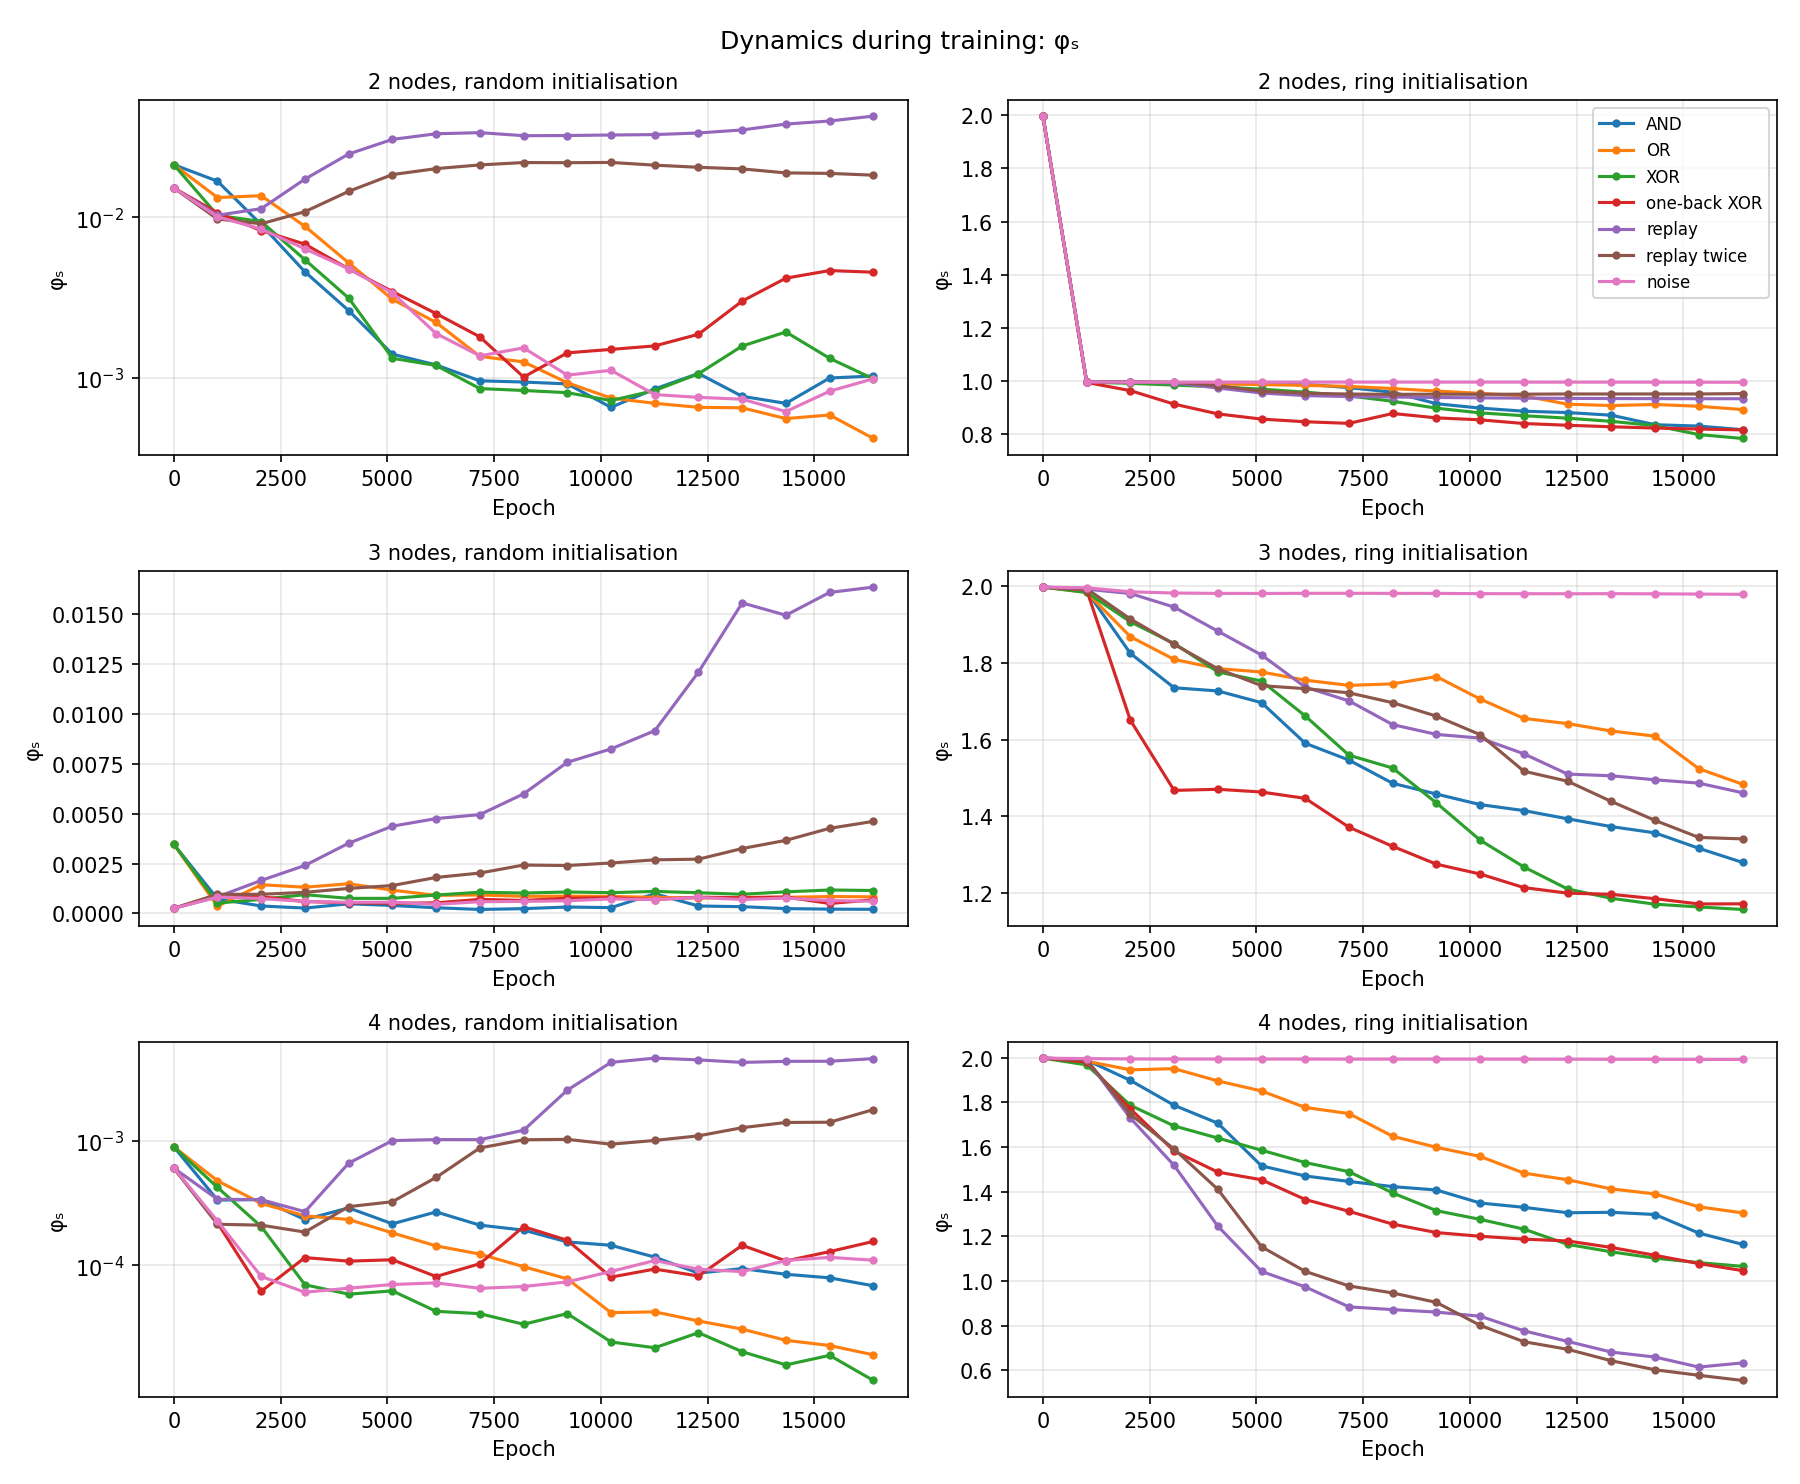 Dynamics during training: φₛ
2 nodes, random initialisation
φₛ
10⁻²
10⁻³
0 2500 5000 7500 10000 12500 15000
Epoch
2 nodes, ring initialisation
φₛ
2.0
1.8
1.6
1.4
1.2
1.0
0.8
AND
OR
XOR
one-back XOR
replay
replay twice
noise
0 2500 5000 7500 10000 12500 15000
Epoch
3 nodes, random initialisation
φₛ
0.0150
0.0125
0.0100
0.0075
0.0050
0.0025
0.0000
0 2500 5000 7500 10000 12500 15000
Epoch
3 nodes, ring initialisation
φₛ
2.0
1.8
1.6
1.4
1.2
0 2500 5000 7500 10000 12500 15000
Epoch
4 nodes, random initialisation
φₛ
10⁻³
10⁻⁴
0 2500 5000 7500 10000 12500 15000
Epoch
4 nodes, ring initialisation
φₛ
2.0
1.8
1.6
1.4
1.2
1.0
0.8
0.6
0 2500 5000 7500 10000 12500 15000
Epoch